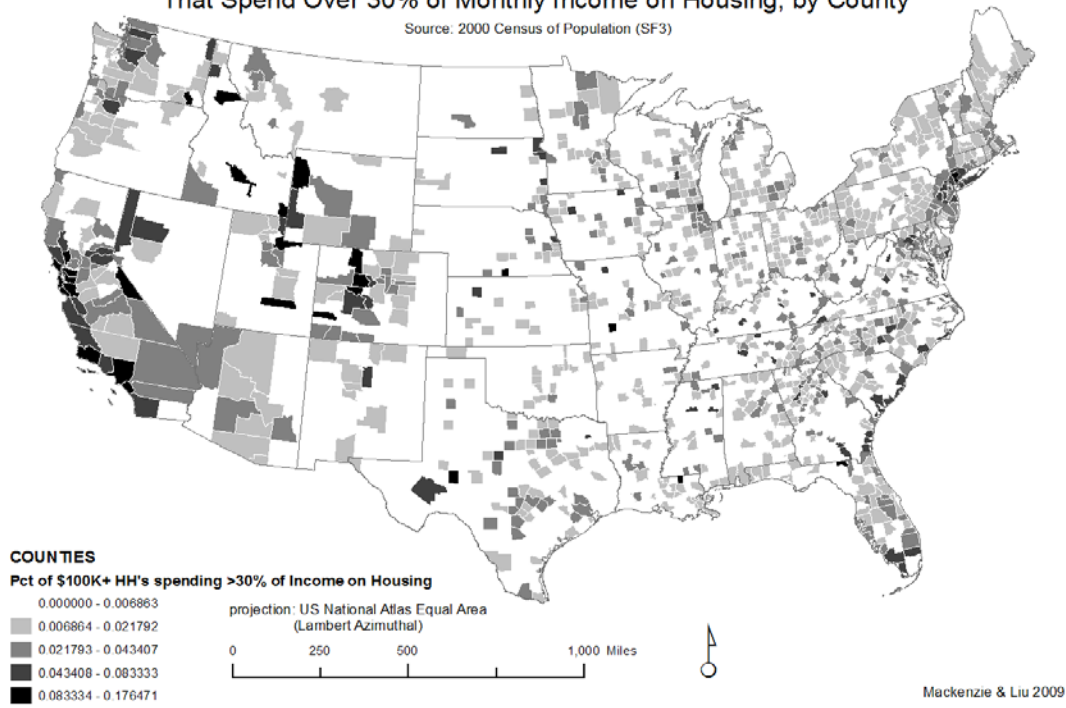 That Spend Over 30% of Monthly Income on Housing, by County
Source: 2000 Census of Population (SF3)
COUNTIES
Pct of $100K+ HH's spending >30% of Income on Housing
0.000000 - 0.006863
0.006864 - 0.021792
0.021793 - 0.043407
0.043408 - 0.083333
0.083334 - 0.176471
projection: US National Atlas Equal Area
(Lambert Azimuthal)
0 250 500 1,000 Miles
Mackenzie & Liu 2009